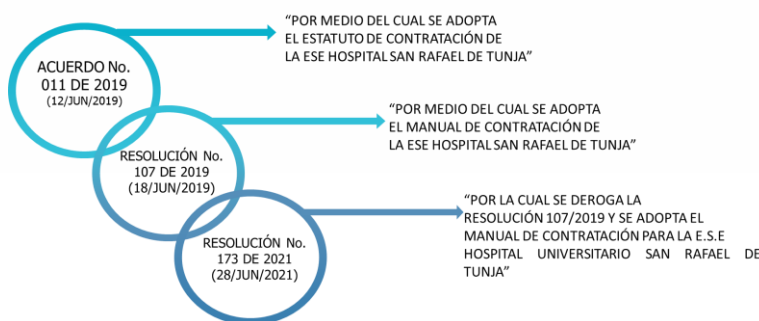 ACUERDO No.
011 DE 2019
(12/JUN/2019)
“POR MEDIO DEL CUAL SE ADOPTA
EL ESTATUTO DE CONTRATACIÓN DE
LA ESE HOSPITAL SAN RAFAEL DE TUNJA”
RESOLUCIÓN No.
107 DE 2019
(18/JUN/2019)
“POR MEDIO DEL CUAL SE ADOPTA
EL MANUAL DE CONTRATACIÓN DE
LA ESE HOSPITAL SAN RAFAEL DE TUNJA”
RESOLUCIÓN No.
173 DE 2021
(28/JUN/2021)
“POR LA CUAL SE DEROGA LA
RESOLUCIÓN 107/2019 Y SE ADOPTA EL
MANUAL DE CONTRATACIÓN PARA LA E.S.E
HOSPITAL UNIVERSITARIO SAN RAFAEL DE
TUNJA”